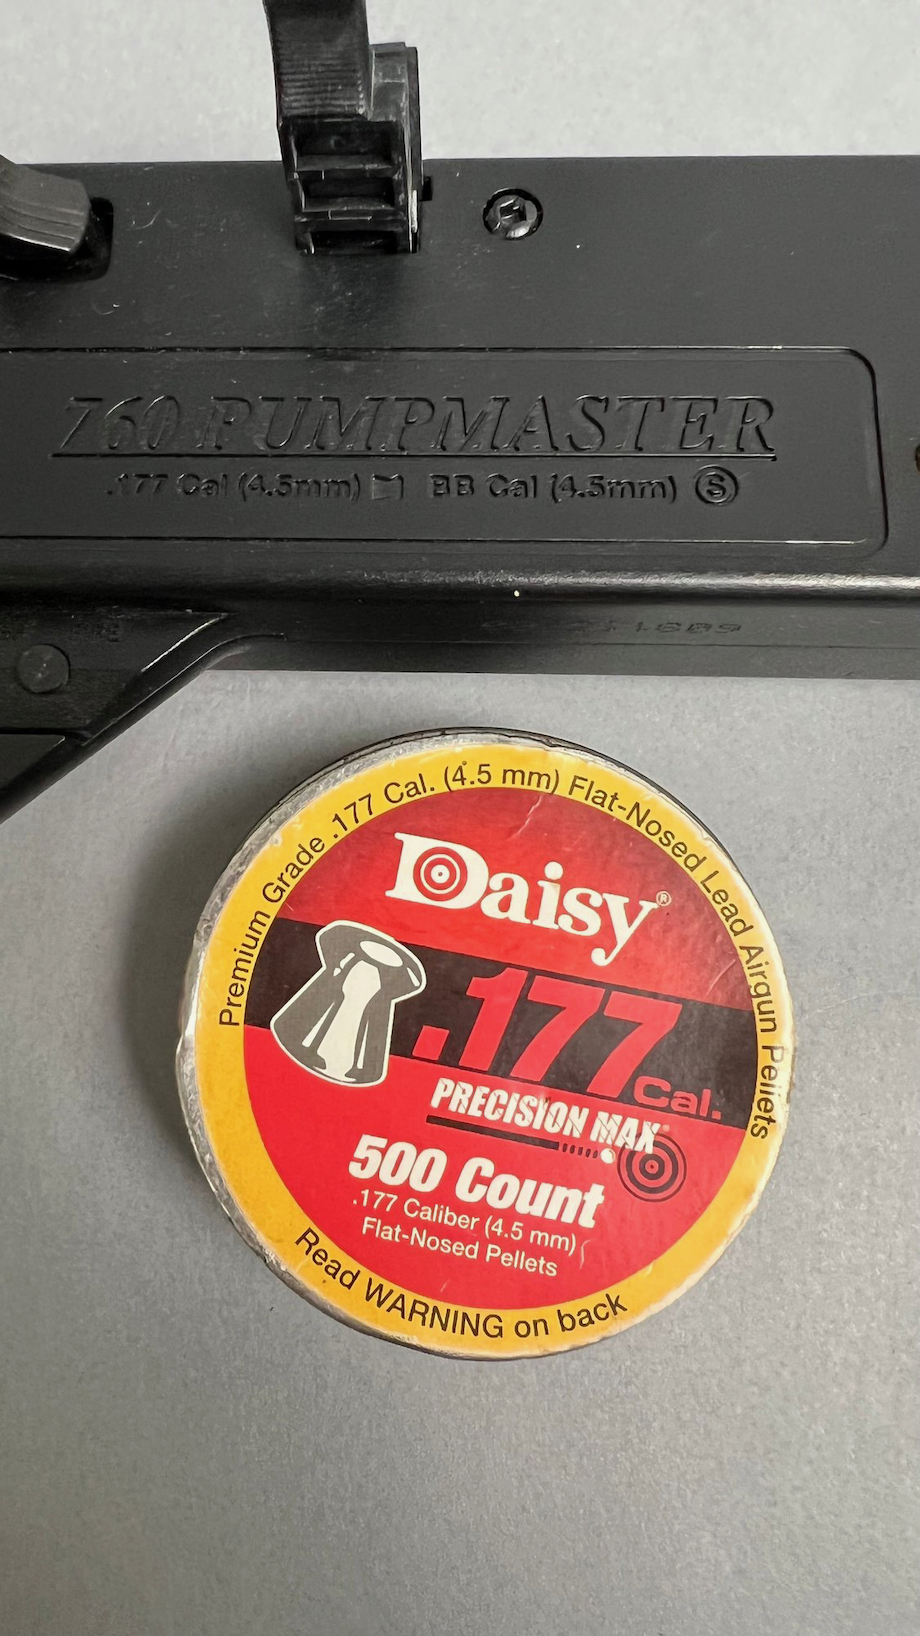 760 PUMPMASTER
.177 Cal (4.5mm) BB Cal (4.5mm) S
Premium Grade .177 Cal. (4.5 mm) Flat-Nosed Lead Airgun Pellets
Daisy®
.177 Cal.
PRECISION MAX®
500 Count
.177 Caliber (4.5 mm)
Flat-Nosed Pellets
Read WARNING on back